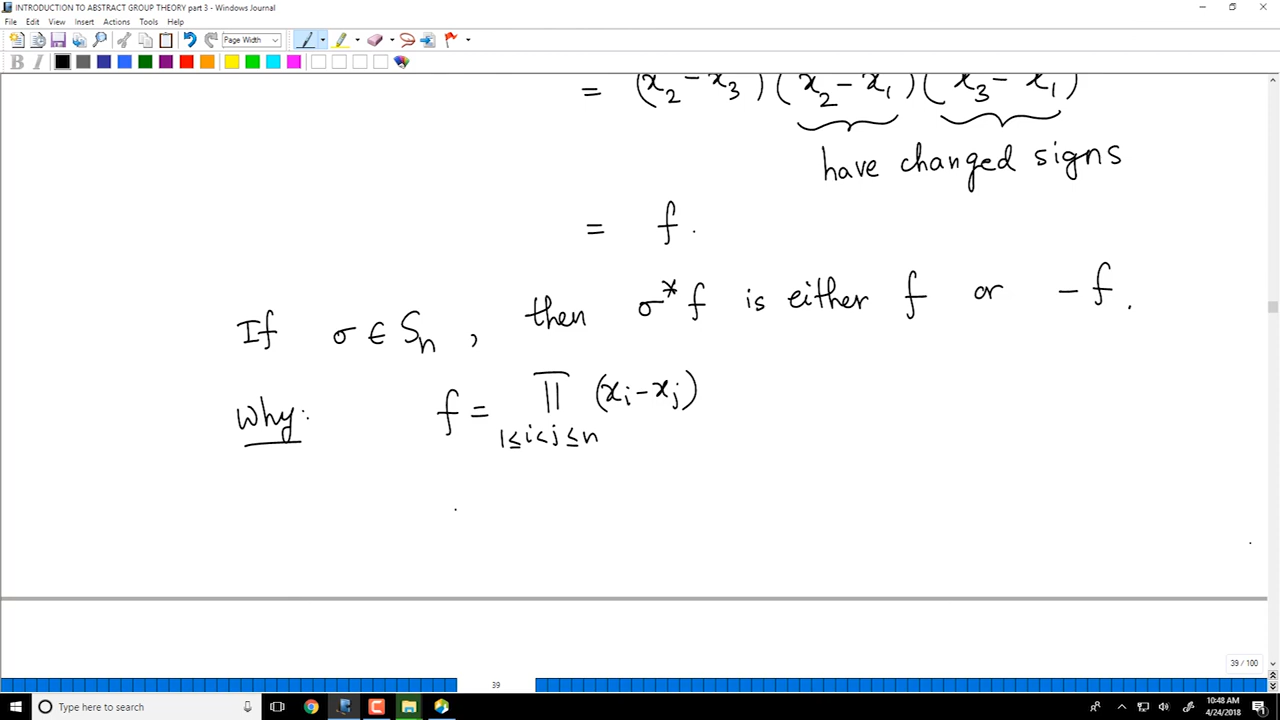 INTRODUCTION TO ABSTRACT GROUP THEORY part 3 - Windows Journal
File Edit View Insert Actions Tools Help
Page Width
B I
= (x₂ - x₃) (x₂ - x₁) (x₃ - x₁)
have changed signs
= f.
If σ ∈ Sₙ, then σ*f is either f or -f.
Why: f = ∏ (xᵢ - xⱼ)
1≤i<j≤n
39 / 100
39
Type here to search
10:48 AM
4/24/2018